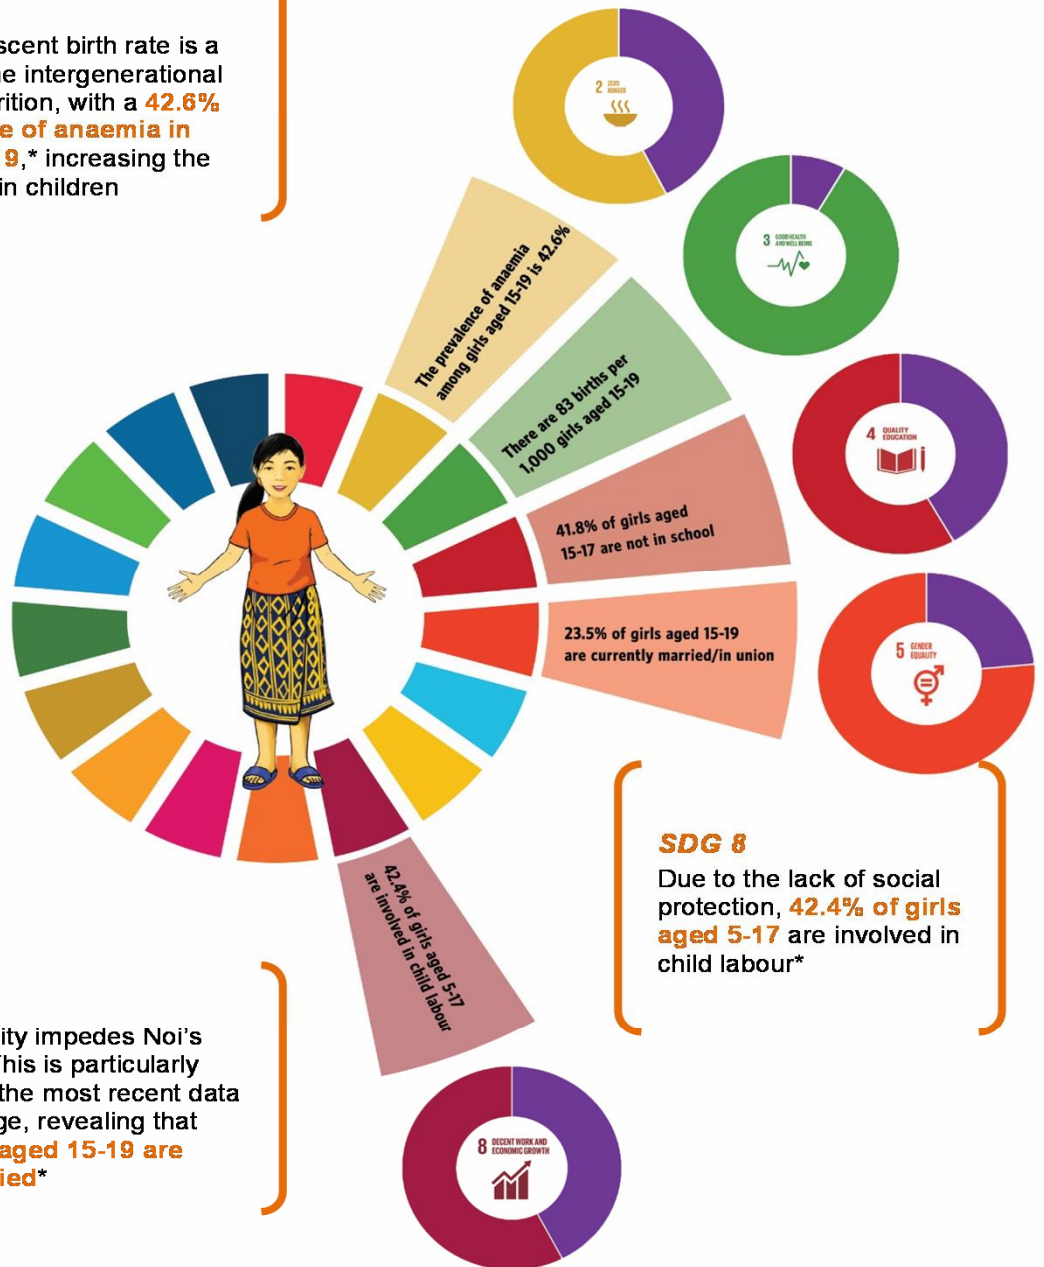 scent birth rate is a
ne intergenerational
rition, with a 42.6%
e of anaemia in
9,* increasing the
in children
2 ZERO
HUNGER
3 GOOD HEALTH
AND WELL-BEING
The prevalence of anaemia
among girls aged 15-19 is 42.6%
There are 83 births per
1,000 girls aged 15-19
4 QUALITY
EDUCATION
41.8% of girls aged
15-17 are not in school
23.5% of girls aged 15-19
are currently married/in union
5 GENDER
EQUALITY
SDG 8
Due to the lack of social
protection, 42.4% of girls
aged 5-17 are involved in
child labour*
42.4% of girls aged 5-17
are involved in child labour
ity impedes Noi's
This is particularly
the most recent data
ge, revealing that
aged 15-19 are
ied*
8 DECENT WORK AND
ECONOMIC GROWTH